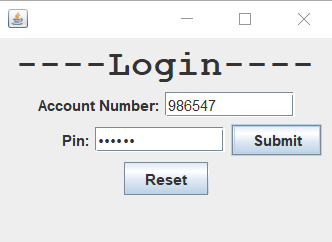 ----Login----
Account Number: 986547
Pin: •••••• Submit
Reset